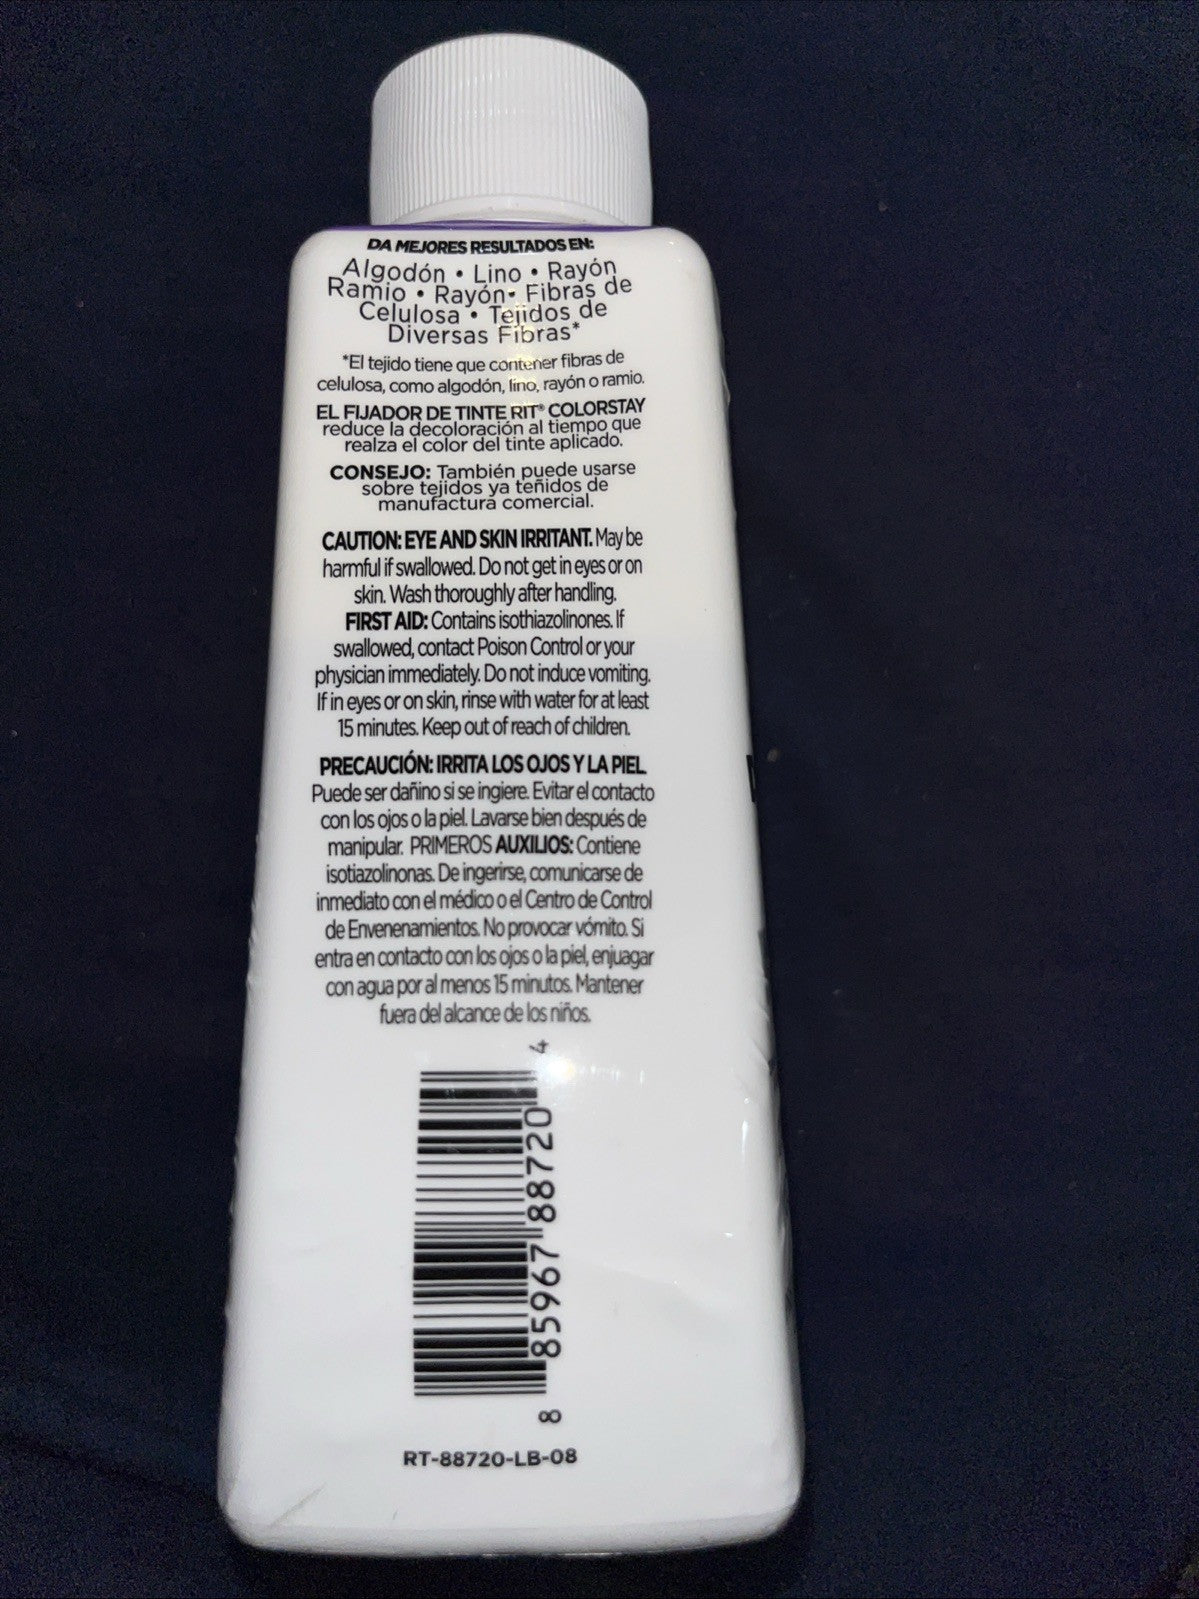 DA MEJORES RESULTADOS EN:
Algodón • Lino • Rayón
Ramio • Rayón• Fibras de
Celulosa • Tejidos de
Diversas Fibras*
*El tejido tiene que contener fibras de
celulosa, como algodón, lino, rayón o ramio.
EL FIJADOR DE TINTE RIT® COLORSTAY
reduce la decoloración al tiempo que
realza el color del tinte aplicado.
CONSEJO: También puede usarse
sobre tejidos ya teñidos de
manufactura comercial.
CAUTION: EYE AND SKIN IRRITANT. May be
harmful if swallowed. Do not get in eyes or on
skin. Wash thoroughly after handling.
FIRST AID: Contains isothiazolinones. If
swallowed, contact Poison Control or your
physician immediately. Do not induce vomiting.
If in eyes or on skin, rinse with water for at least
15 minutes. Keep out of reach of children.
PRECAUCIÓN: IRRITA LOS OJOS Y LA PIEL
Puede ser dañino si se ingiere. Evitar el contacto
con los ojos o la piel. Lavarse bien después de
manipular. PRIMEROS AUXILIOS: Contiene
isotiazolinonas. De ingerirse, comunicarse de
inmediato con el médico o el Centro de Control
de Envenenamientos. No provocar vómito. Si
entra en contacto con los ojos o la piel, enjuagar
con agua por al menos 15 minutos. Mantener
fuera del alcance de los niños.
8 85967 88720 4
RT-88720-LB-08